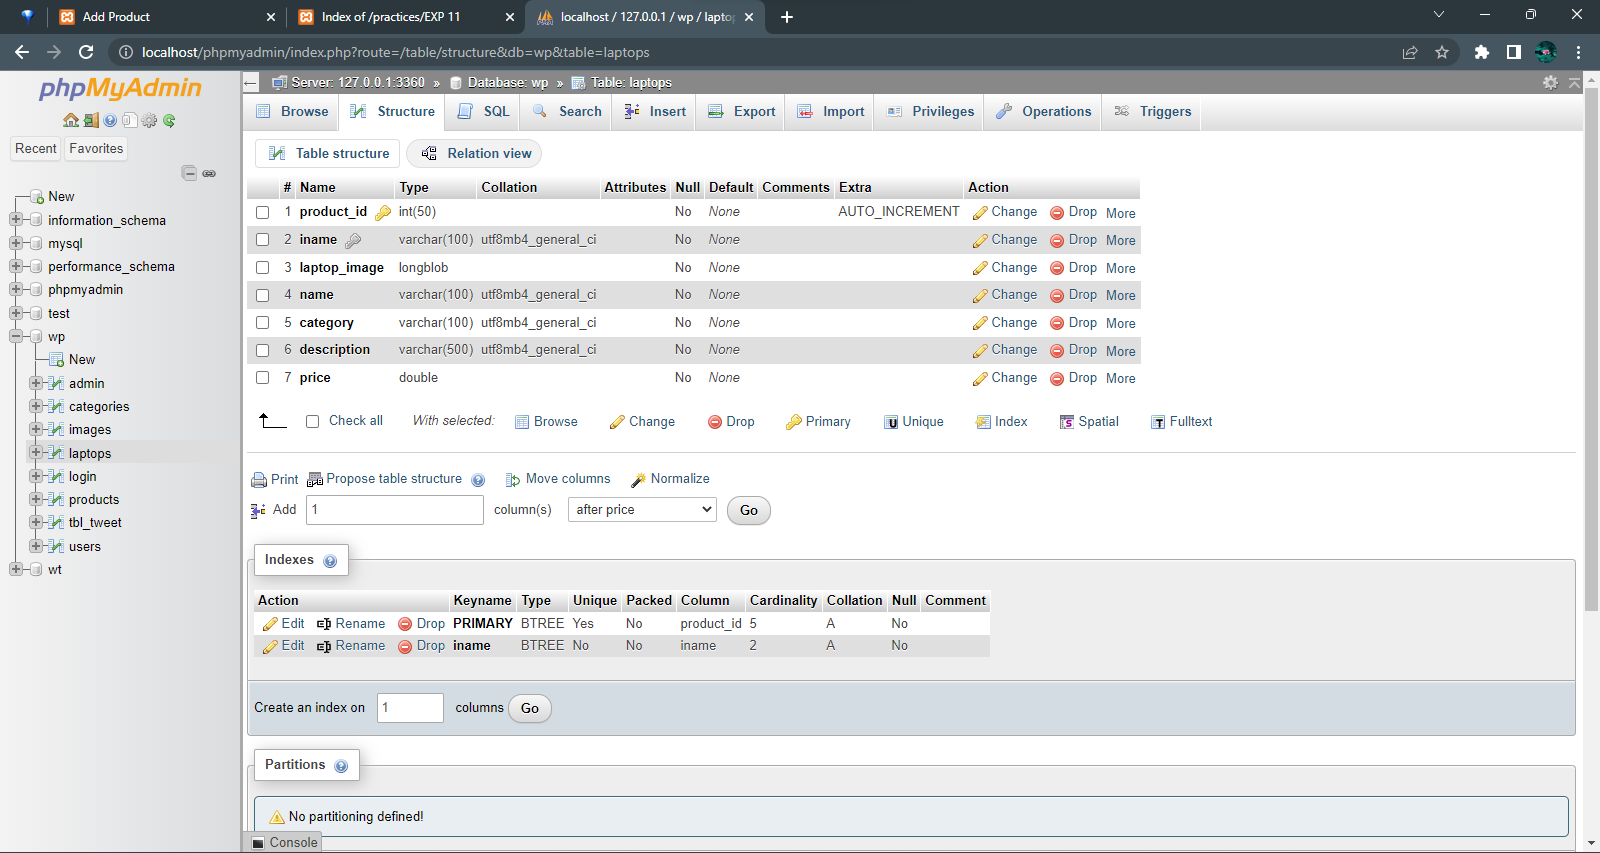 Add Product
Index of /practices/EXP 11
localhost / 127.0.0.1 / wp / lapto
localhost/phpmyadmin/index.php?route=/table/structure&db=wp&table=laptops
phpMyAdmin
Recent
Favorites
New
information_schema
mysql
performance_schema
phpmyadmin
test
wp
New
admin
categories
images
laptops
login
products
tbl_tweet
users
wt
Server: 127.0.0.1:3360 » Database: wp » Table: laptops
Browse Structure SQL Search Insert Export Import Privileges Operations Triggers
Table structure Relation view
# Name Type Collation Attributes Null Default Comments Extra Action
1 product_id int(50) No None AUTO_INCREMENT Change Drop More
2 iname varchar(100) utf8mb4_general_ci No None Change Drop More
3 laptop_image longblob No None Change Drop More
4 name varchar(100) utf8mb4_general_ci No None Change Drop More
5 category varchar(100) utf8mb4_general_ci No None Change Drop More
6 description varchar(500) utf8mb4_general_ci No None Change Drop More
7 price double No None Change Drop More
Check all With selected: Browse Change Drop Primary Unique Index Spatial Fulltext
Print Propose table structure Move columns Normalize
Add 1 column(s) after price Go
Indexes
Action Keyname Type Unique Packed Column Cardinality Collation Null Comment
Edit Rename Drop PRIMARY BTREE Yes No product_id 5 A No
Edit Rename Drop iname BTREE No No iname 2 A No
Create an index on 1 columns Go
Partitions
No partitioning defined!
Console